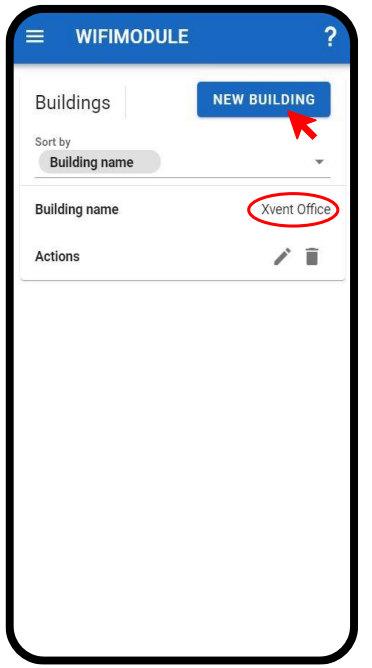 WIFIMODULE ?
Buildings NEW BUILDING
Sort by
Building name
Building name Xvent Office
Actions